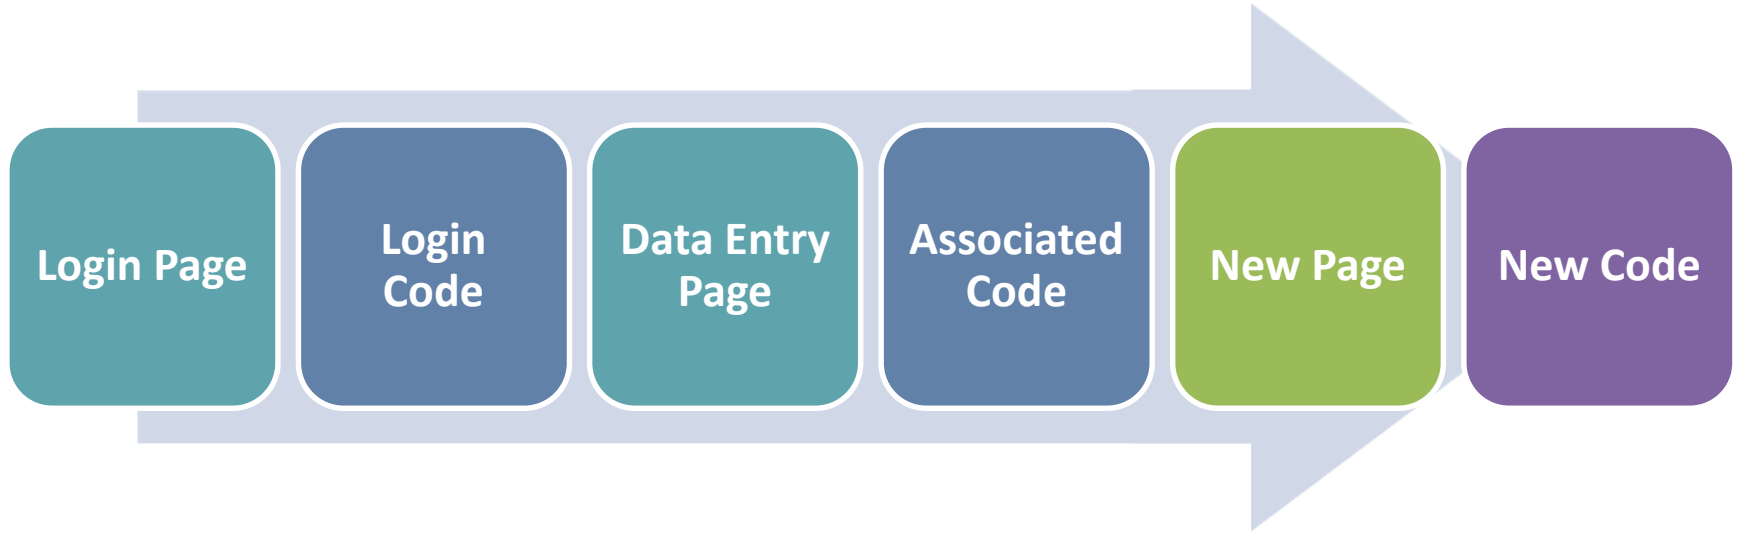 Login Page
Login
Code
Data Entry
Page
Associated
Code
New Page
New Code